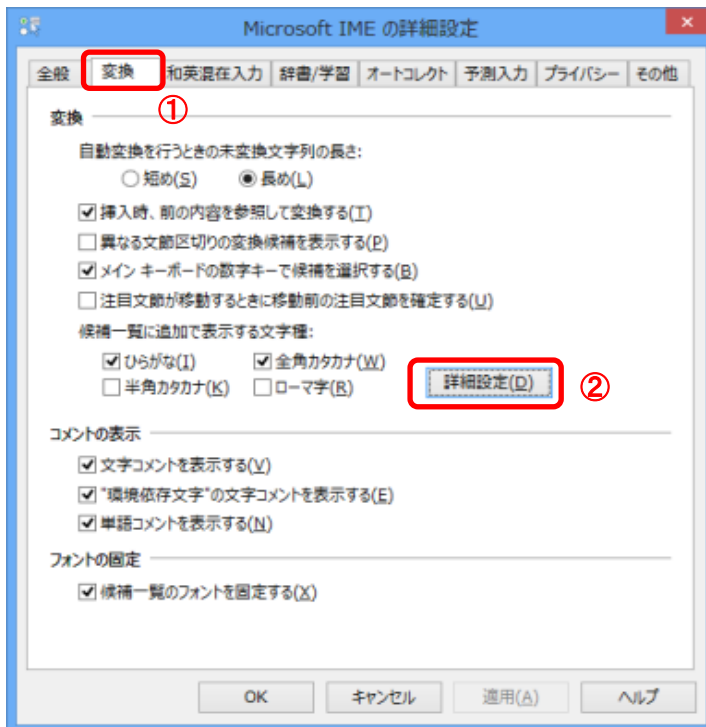 Microsoft IME の詳細設定
全般 変換 和英混在入力 辞書/学習 オートコレクト 予測入力 プライバシー その他
①
変換
自動変換を行うときの未変換文字列の長さ:
短め(S) 長め(L)
挿入時、前の内容を参照して変換する(T)
異なる文節区切りの変換候補を表示する(P)
メイン キーボードの数字キーで候補を選択する(B)
注目文節が移動するときに移動前の注目文節を確定する(U)
候補一覧に追加で表示する文字種:
ひらがな(I) 全角カタカナ(W)
半角カタカナ(K) ローマ字(R) 詳細設定(D) ②
コメントの表示
文字コメントを表示する(V)
"環境依存文字"の文字コメントを表示する(E)
単語コメントを表示する(N)
フォントの固定
候補一覧のフォントを固定する(X)
OK キャンセル 適用(A) ヘルプ